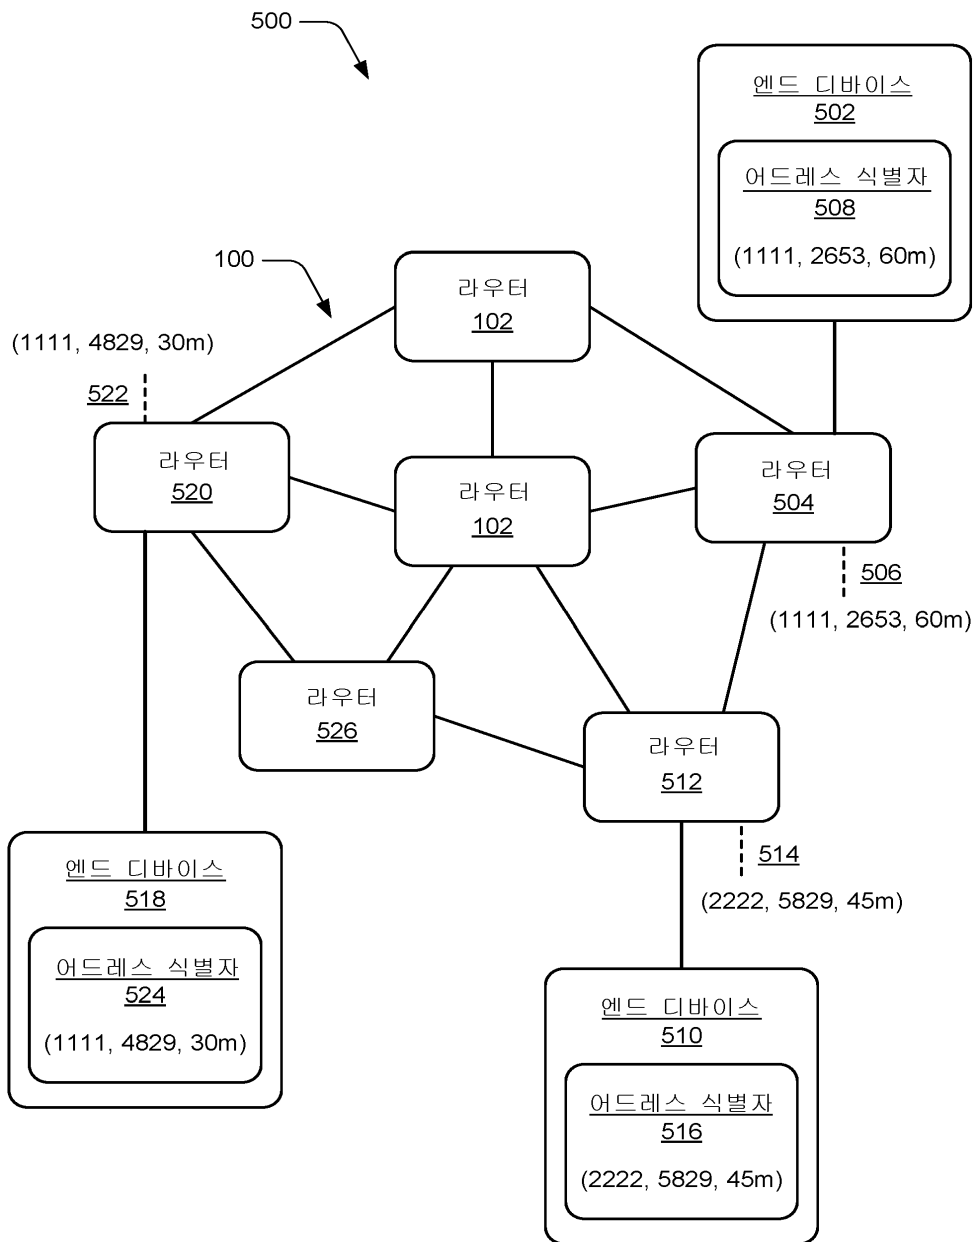 500
엔드 디바이스
502
어드레스 식별자
508
(1111, 2653, 60m)
100
라우터
102
(1111, 4829, 30m)
522
라우터
520
라우터
102
라우터
504
506
(1111, 2653, 60m)
라우터
526
라우터
512
514
(2222, 5829, 45m)
엔드 디바이스
518
어드레스 식별자
524
(1111, 4829, 30m)
엔드 디바이스
510
어드레스 식별자
516
(2222, 5829, 45m)